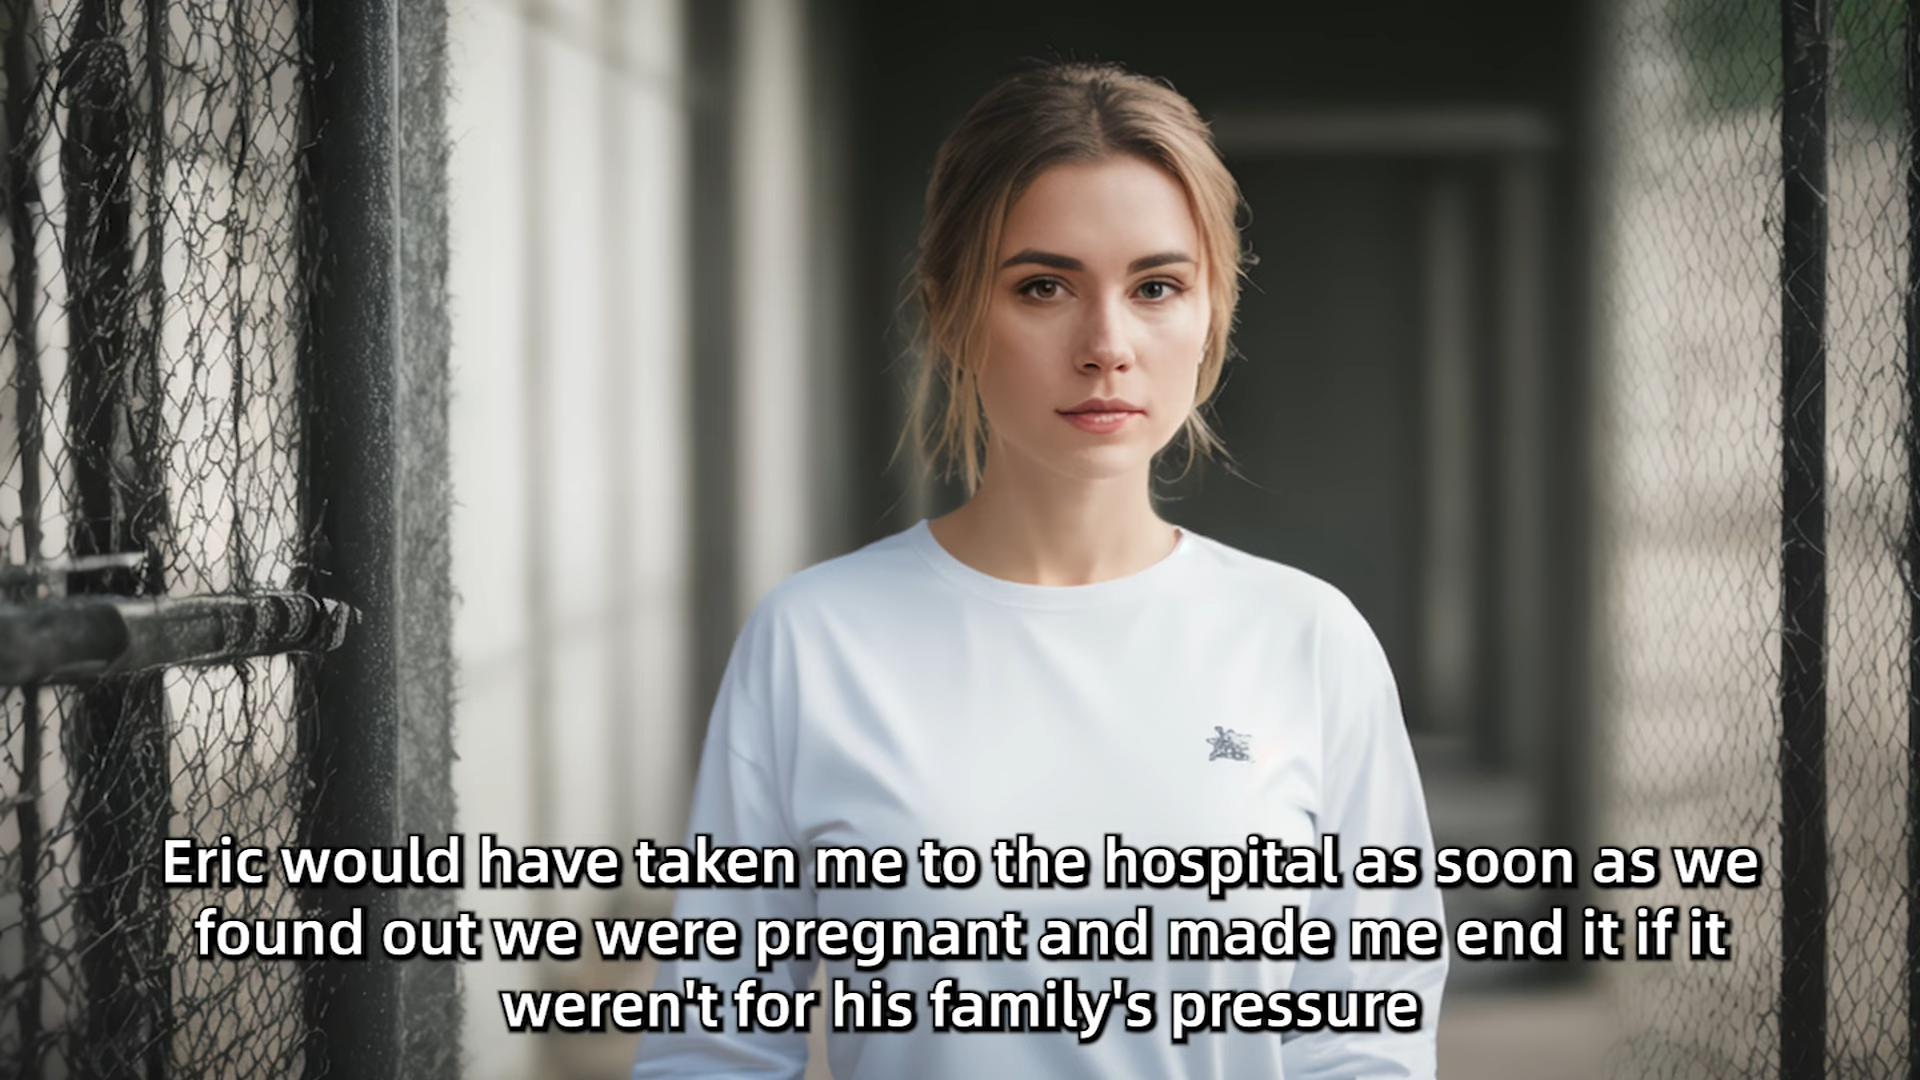 Eric would have taken me to the hospital as soon as we
found out we were pregnant and made me end it if it
weren't for his family's pressure